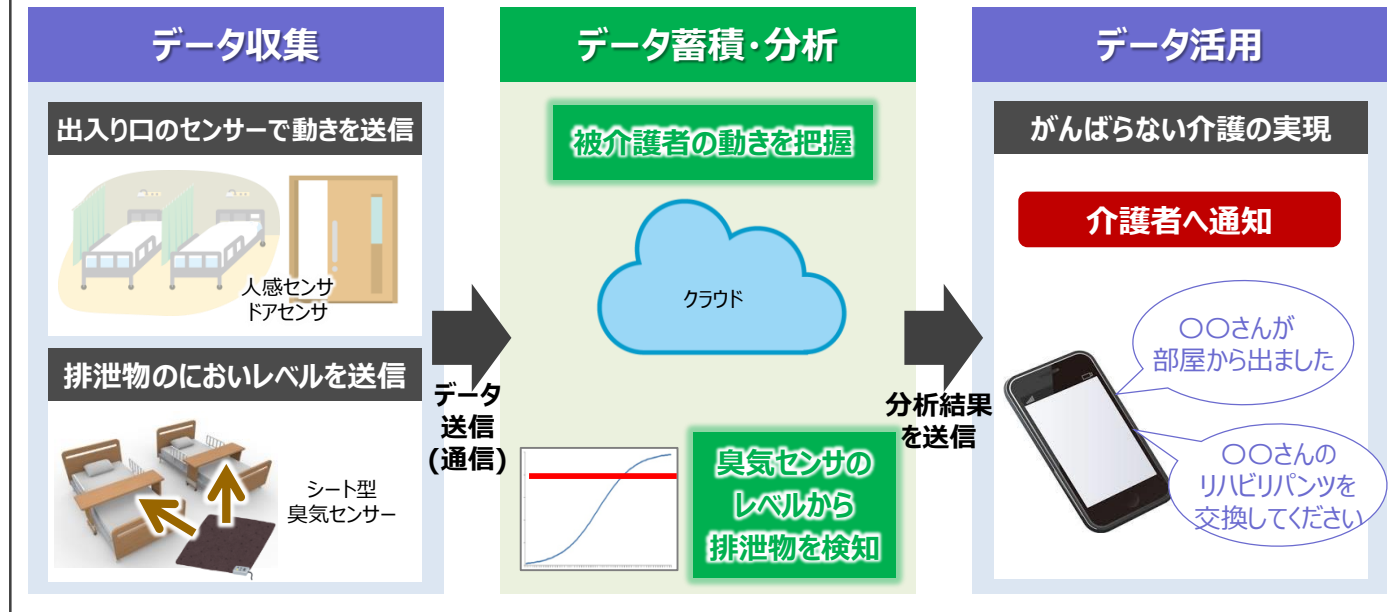 データ収集
出入り口のセンサーで動きを送信
人感センサ
ドアセンサ
排泄物のにおいレベルを送信
シート型
臭気センサー
データ
送信
(通信)
データ蓄積・分析
被介護者の動きを把握
クラウド
臭気センサの
レベルから
排泄物を検知
分析結果
を送信
データ活用
がんばらない介護の実現
介護者へ通知
〇〇さんが
部屋から出ました
〇〇さんの
リハビリパンツを
交換してください